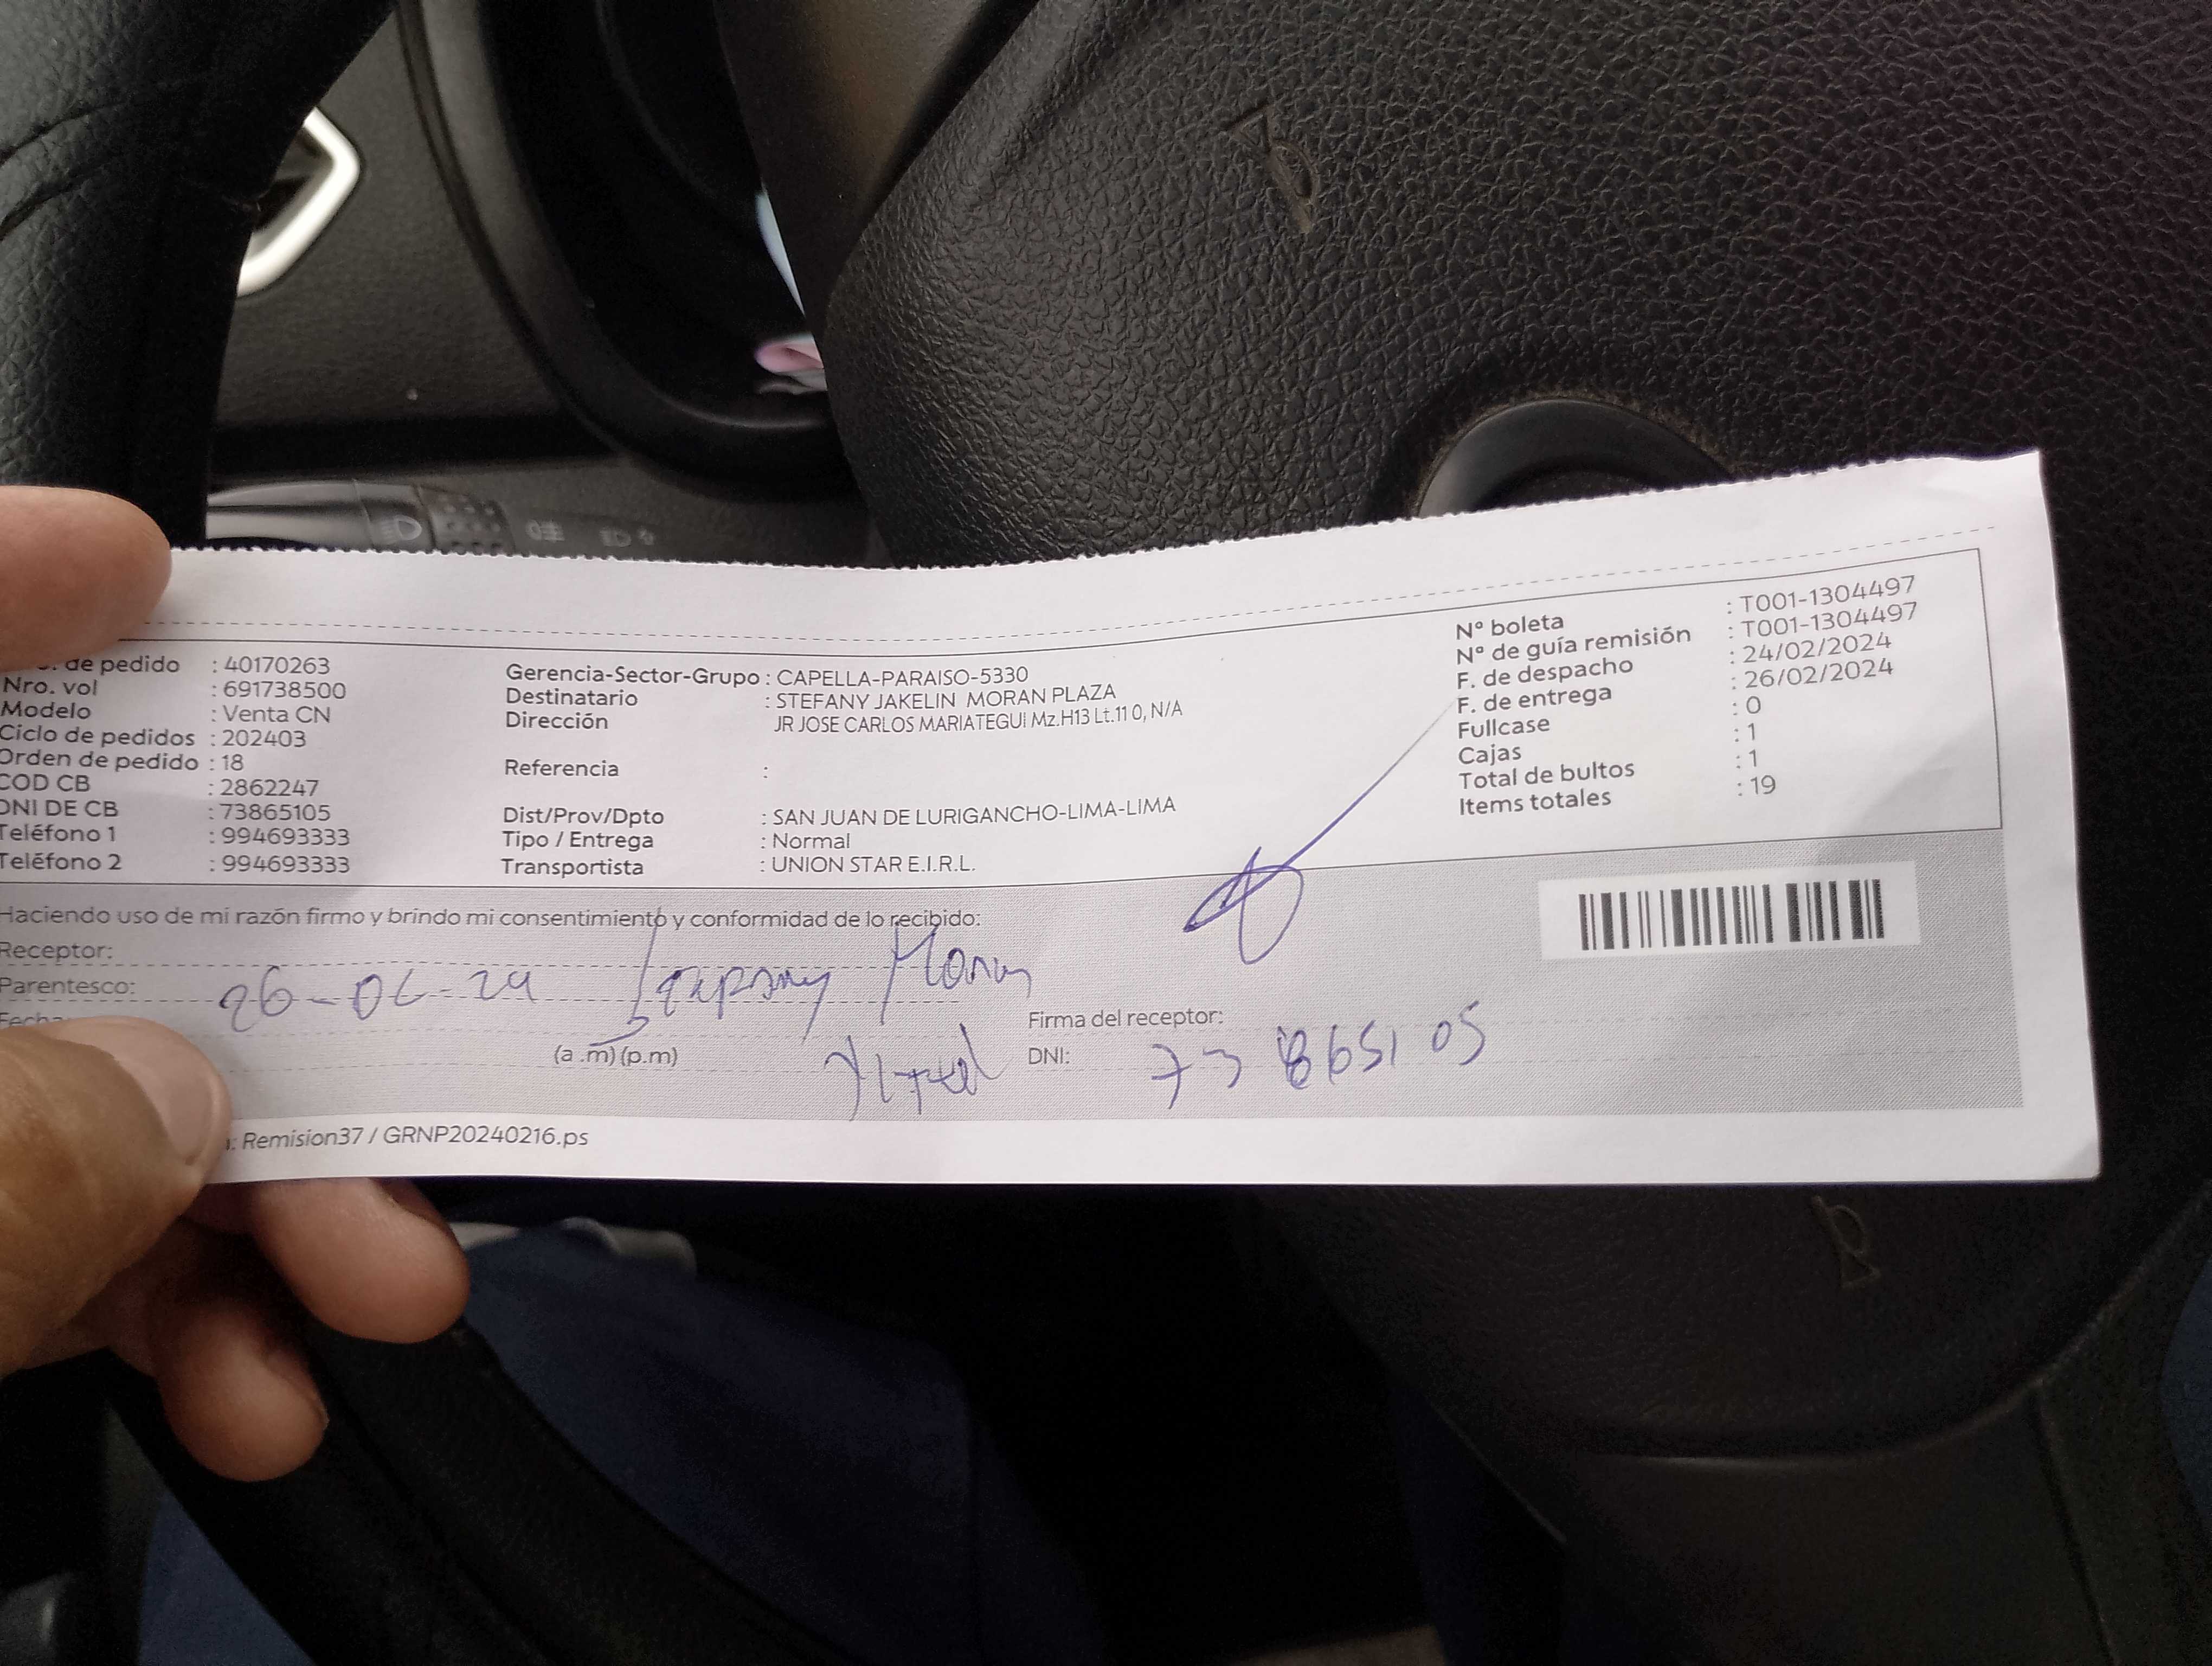 de pedido : 40170263
Nro. vol : 691738500
Modelo : Venta CN
Ciclo de pedidos : 202403
Orden de pedido : 18
COD CB : 2862247
DNI DE CB : 73865105
Teléfono 1 : 994693333
Teléfono 2 : 994693333
Gerencia-Sector-Grupo : CAPELLA-PARAISO-5330
Destinatario : STEFANY JAKELIN MORAN PLAZA
Dirección JR JOSE CARLOS MARIATEGUI Mz.H13 Lt.11 0, N/A
Referencia :
Dist/Prov/Dpto : SAN JUAN DE LURIGANCHO-LIMA-LIMA
Tipo / Entrega : Normal
Transportista : UNION STAR E.I.R.L.
N° boleta : T001-1304497
N° de guía remisión : T001-1304497
F. de despacho : 24/02/2024
F. de entrega : 26/02/2024
Fullcase : 0
Cajas : 1
Total de bultos : 1
Items totales : 19
Haciendo uso de mi razón firmo y brindo mi consentimiento y conformidad de lo recibido:
Receptor:
Parentesco:
Fecha
(a .m) (p.m)
Firma del receptor:
DNI: 73865105
: Remision37 / GRNP20240216.ps